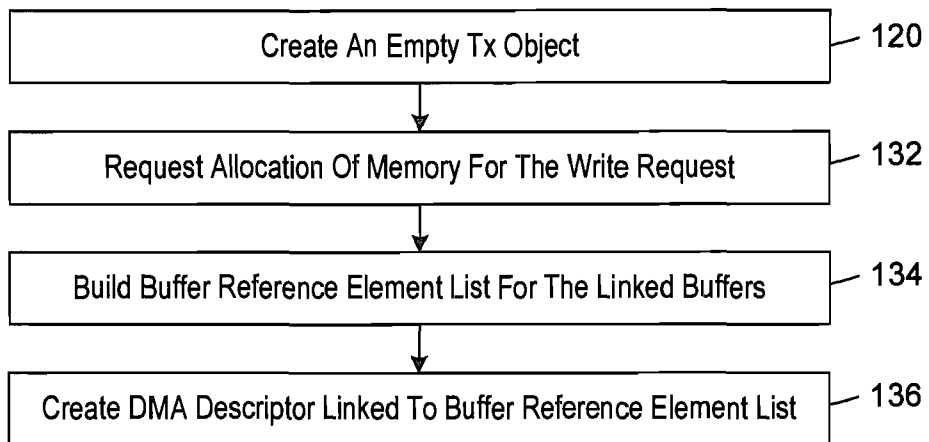 Create An Empty Tx Object 120
Request Allocation Of Memory For The Write Request 132
Build Buffer Reference Element List For The Linked Buffers 134
Create DMA Descriptor Linked To Buffer Reference Element List 136